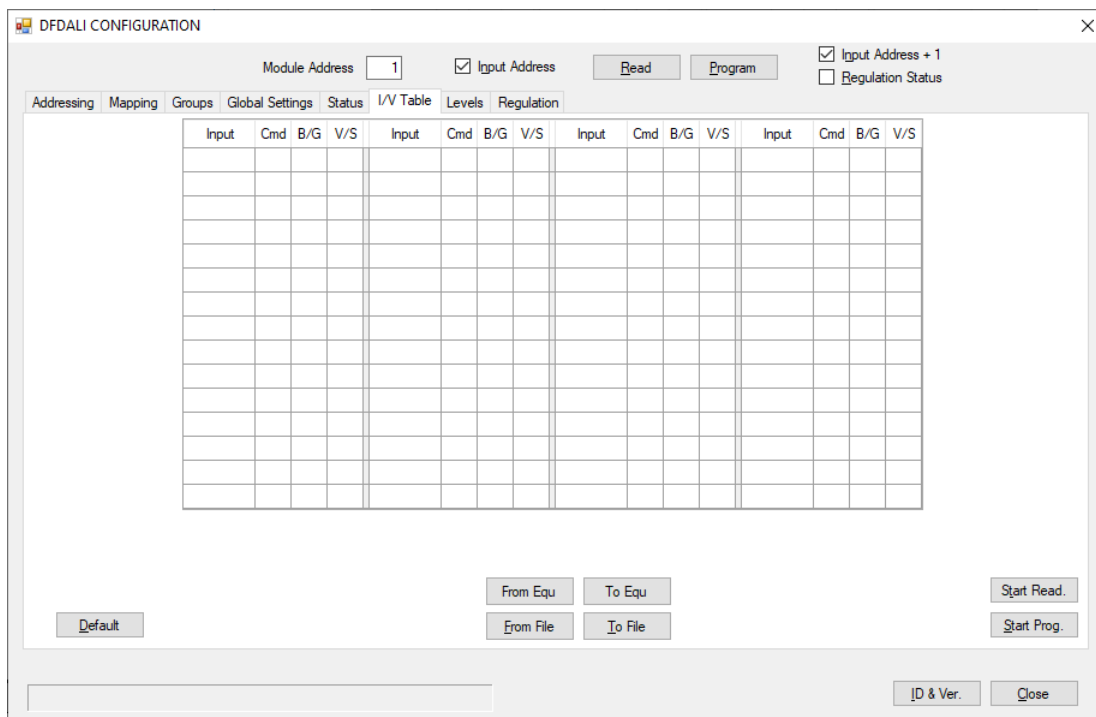 DFDALI CONFIGURATION
Module Address 1 Input Address Read Program Input Address + 1
Regulation Status
Addressing Mapping Groups Global Settings Status I/V Table Levels Regulation
Input Cmd B/G V/S Input Cmd B/G V/S Input Cmd B/G V/S Input Cmd B/G V/S
From Equ To Equ Start Read.
Default From File To File Start Prog.
ID & Ver. Close